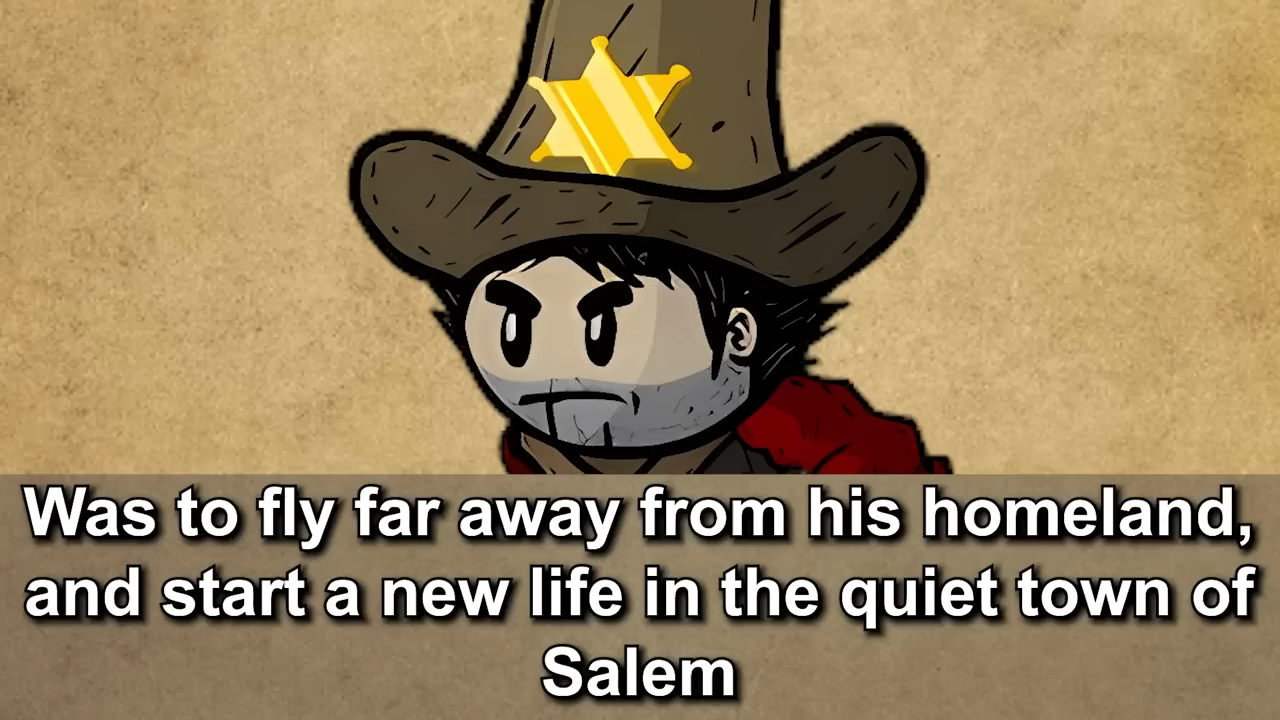 Was to fly far away from his homeland,
and start a new life in the quiet town of
Salem